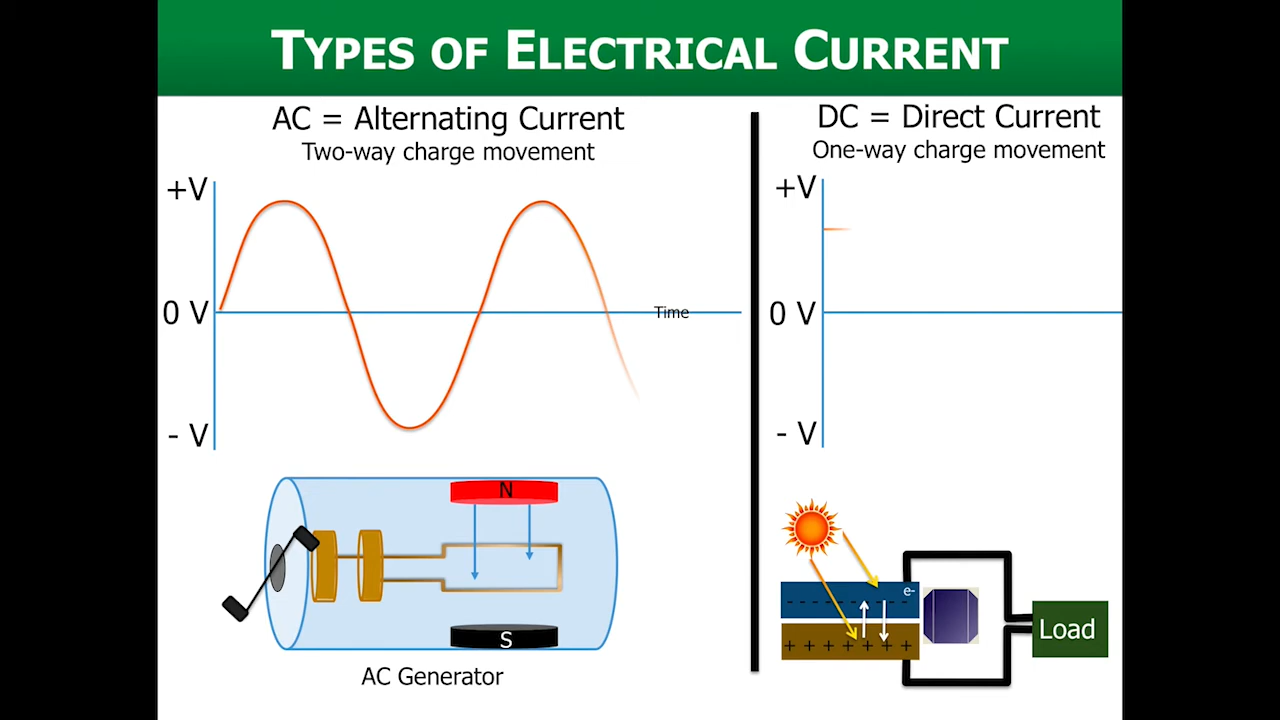 TYPES OF ELECTRICAL CURRENT
AC = Alternating Current
Two-way charge movement
+V
0 V
Time
- V
N
S
AC Generator
DC = Direct Current
One-way charge movement
+V
0 V
- V
e-
- - - - - - - - - -
+ + + + + + +
Load